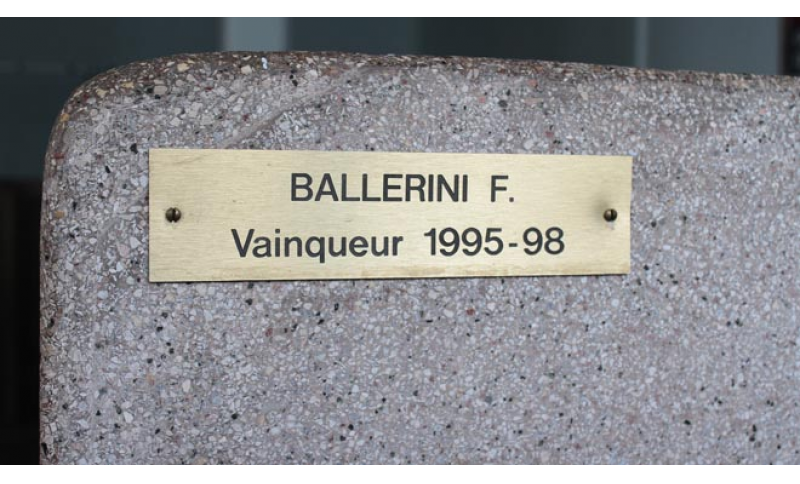 BALLERINI F.
Vainqueur 1995-98